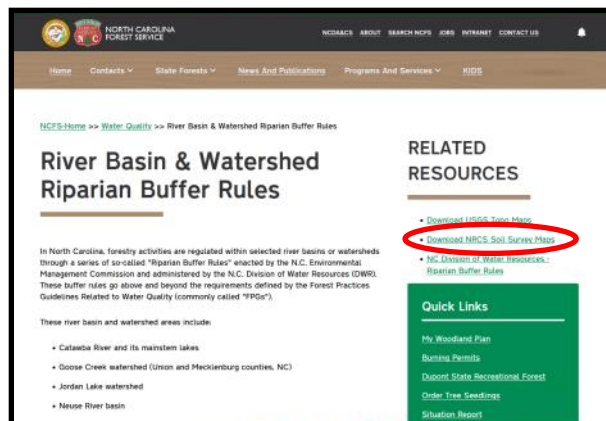 NORTH CAROLINA
FOREST SERVICE
NCDA&CS ABOUT SEARCH NCFS JOBS INTRANET CONTACT US
Home Contacts State Forests News And Publications Programs And Services KIDS
NCFS-Home >> Water Quality >> River Basin & Watershed Riparian Buffer Rules
River Basin & Watershed
Riparian Buffer Rules
In North Carolina, forestry activities are regulated within selected river basins or watersheds
through a series of so-called "Riparian Buffer Rules" enacted by the N.C. Environmental
Management Commission and administered by the N.C. Division of Water Resources (DWR).
These buffer rules go above and beyond the requirements defined by the Forest Practices
Guidelines Related to Water Quality (commonly called "FPGs").
These river basin and watershed areas include:
• Catawba River and its mainstem lakes
• Goose Creek watershed (Union and Mecklenburg counties, NC)
• Jordan Lake watershed
• Neuse River basin
RELATED
RESOURCES
• Download USGS Topo Maps
• Download NRCS Soil Survey Maps
• NC Division of Water Resources -
Riparian Buffer Rules
Quick Links
My Woodland Plan
Burning Permits
Dupont State Recreational Forest
Order Tree Seedlings
Situation Report